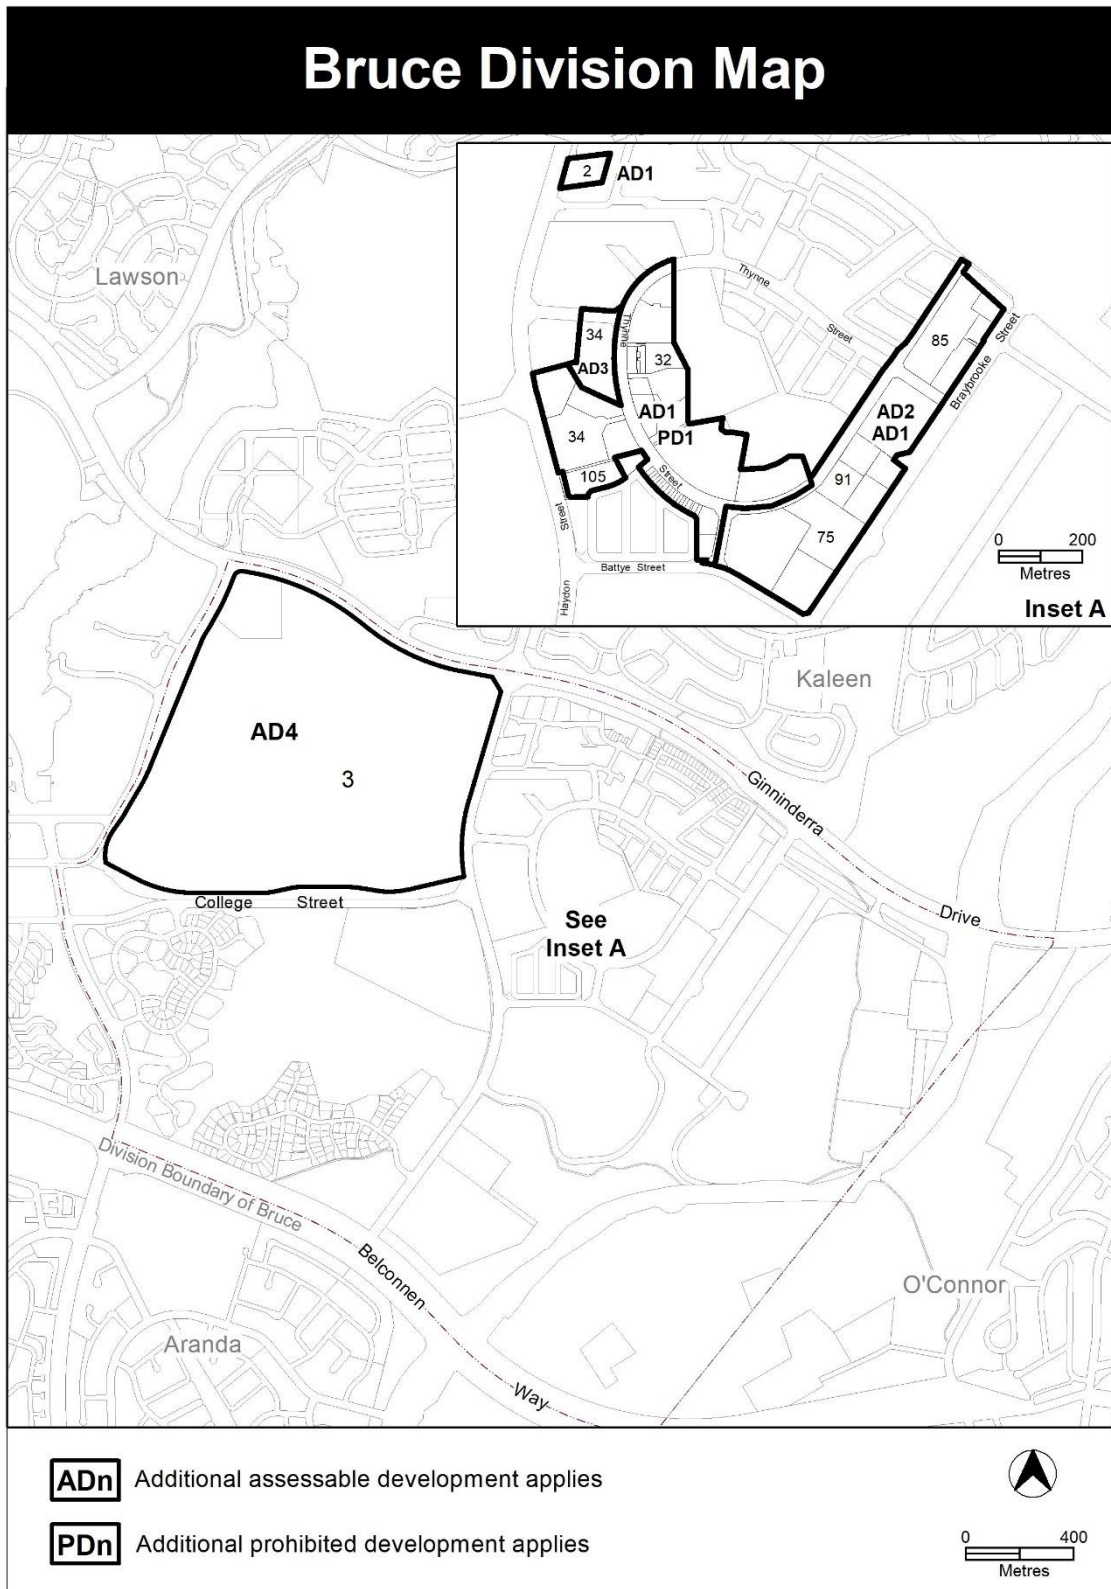 Bruce Division Map
Lawson
2
AD1
Thynne
Street
34
AD3
Thynne
32
85
Street
Braybrooke
AD1
PD1
AD2
AD1
34
105
Street
91
75
Street
Battye Street
Haydon
0 200
Metres
Inset A
Kaleen
AD4
3
Ginninderra
Drive
College Street
See
Inset A
Division Boundary of Bruce
Belconnen
Way
O'Connor
Aranda
ADn Additional assessable development applies
PDn Additional prohibited development applies
0 400
Metres